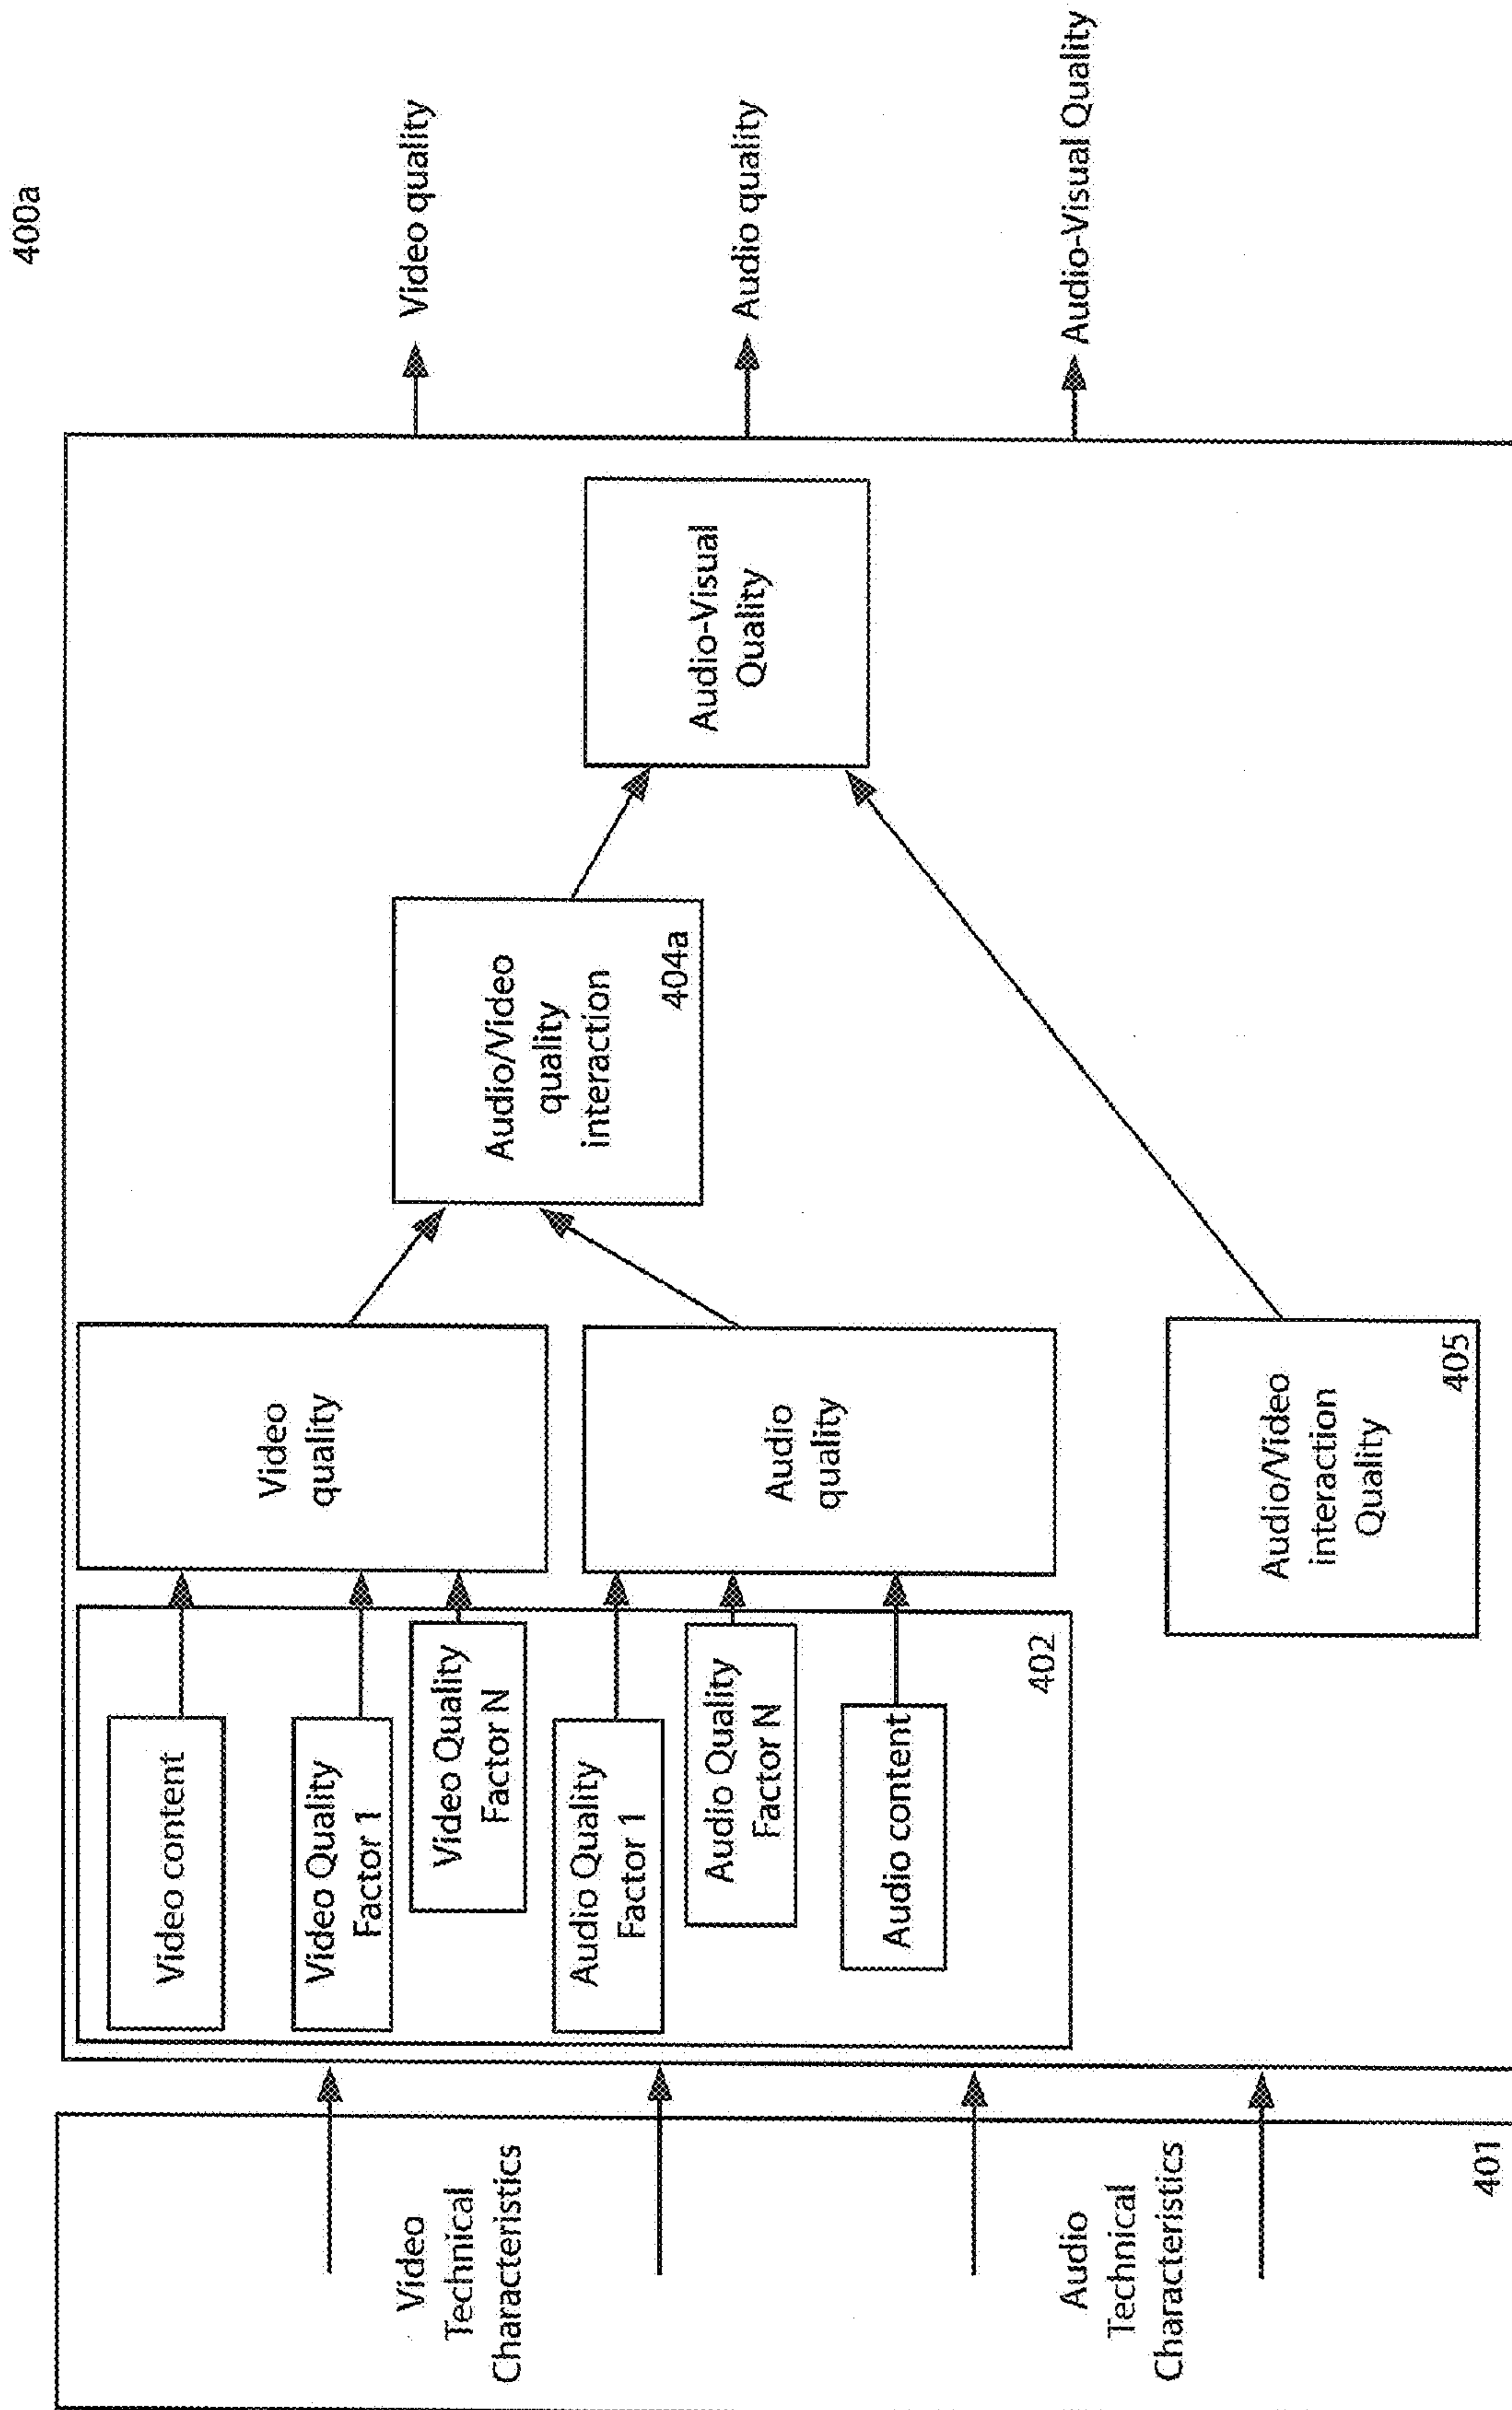 400a
Video
Technical
Characteristics
Audio
Technical
Characteristics
401
Video content
Video Quality
Factor 1
Video Quality
Factor N
Audio Quality
Factor 1
Audio Quality
Factor N
Audio content
402
Video
quality
Audio
quality
Audio/Video
interaction
Quality
405
Audio/Video
quality
interaction
404a
Audio-Visual
Quality
Video quality
Audio quality
Audio-Visual Quality